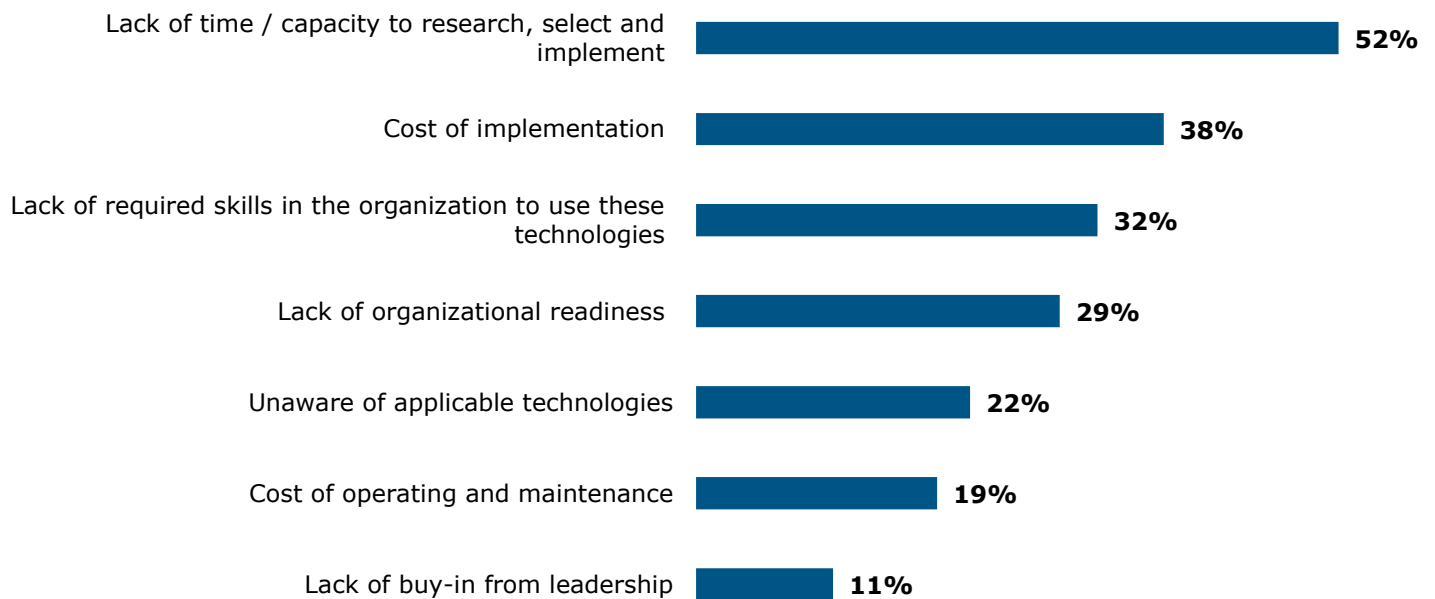 Lack of time / capacity to research, select and
implement
52%
Cost of implementation
38%
Lack of required skills in the organization to use these
technologies
32%
Lack of organizational readiness
29%
Unaware of applicable technologies
22%
Cost of operating and maintenance
19%
Lack of buy-in from leadership
11%